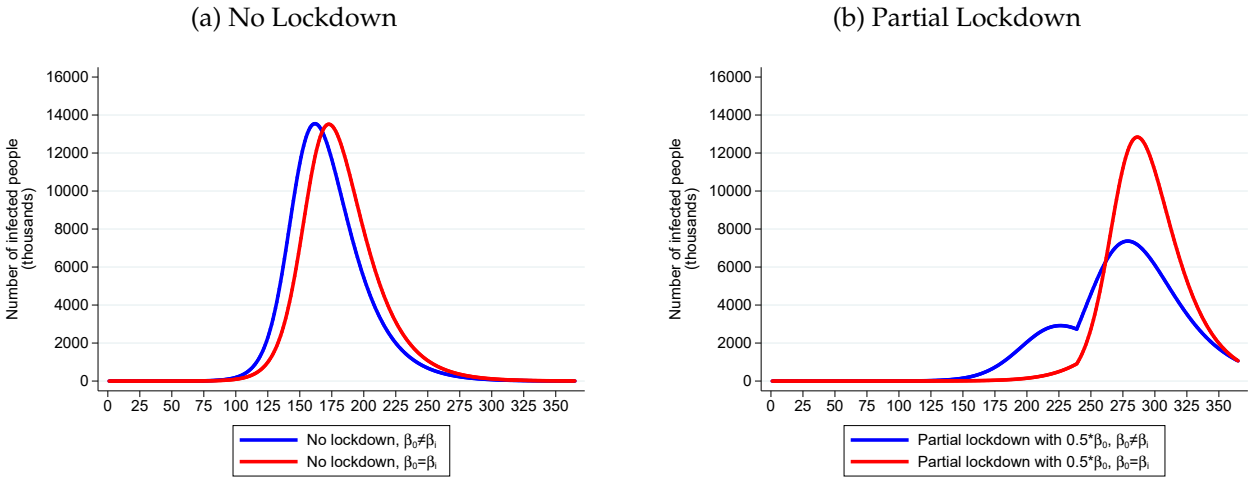 (a) No Lockdown
Number of infected people
(thousands)
16000
14000
12000
10000
8000
6000
4000
2000
0
0 25 50 75 100 125 150 175 200 225 250 275 300 325 350
No lockdown, β₀≠βᵢ
No lockdown, β₀=βᵢ
(b) Partial Lockdown
Number of infected people
(thousands)
16000
14000
12000
10000
8000
6000
4000
2000
0
0 25 50 75 100 125 150 175 200 225 250 275 300 325 350
Partial lockdown with 0.5*β₀, β₀≠βᵢ
Partial lockdown with 0.5*β₀, β₀=βᵢ